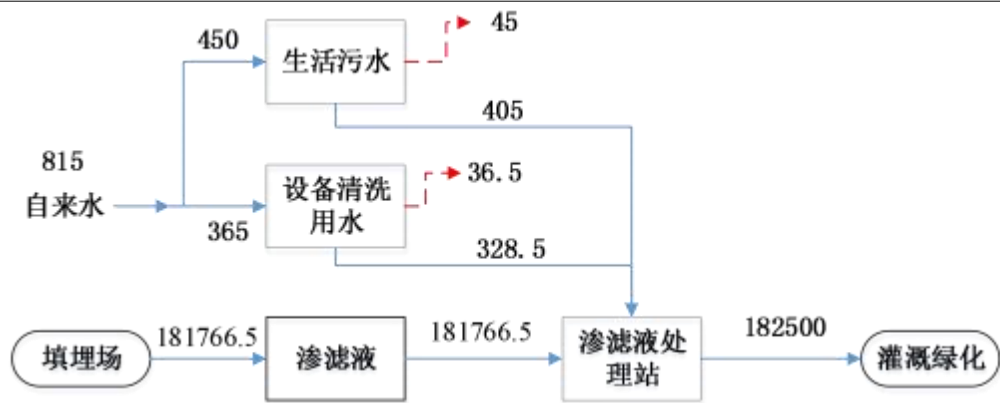 45
450
生活污水
405
815
自来水
365
设备清洗
用水
36.5
328.5
填埋场
181766.5
渗滤液
181766.5
渗滤液处
理站
182500
灌溉绿化